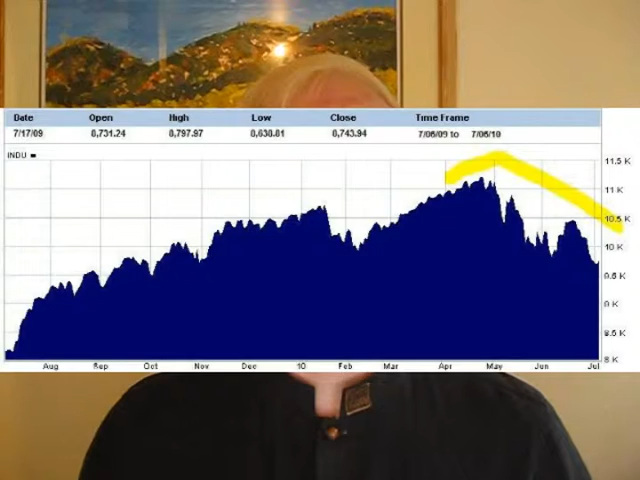 Date Open High Low Close Time Frame
7/17/09 8,731.24 8,797.97 8,638.81 8,743.94 7/06/09 to 7/06/10
INDU
11.5 K
11 K
10.5 K
10 K
9.5 K
9 K
8.5 K
8 K
Aug Sep Oct Nov Dec 10 Feb Mar Apr May Jun Jul